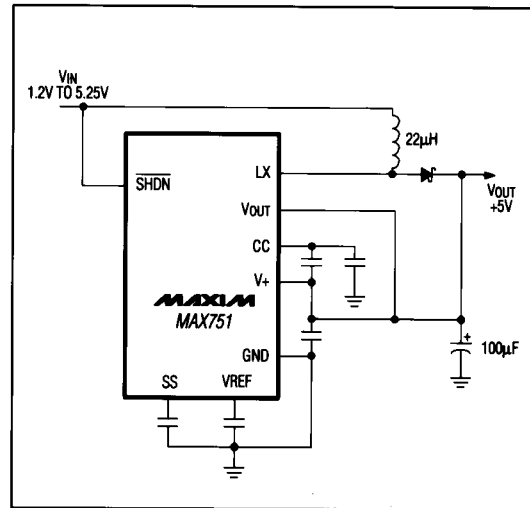 VIN
1.2V TO 5.25V
22µH
LX
SHDN
VOUT
+5V
VOUT
CC
V+
MAXIM
MAX751
GND
100µF
+
SS VREF